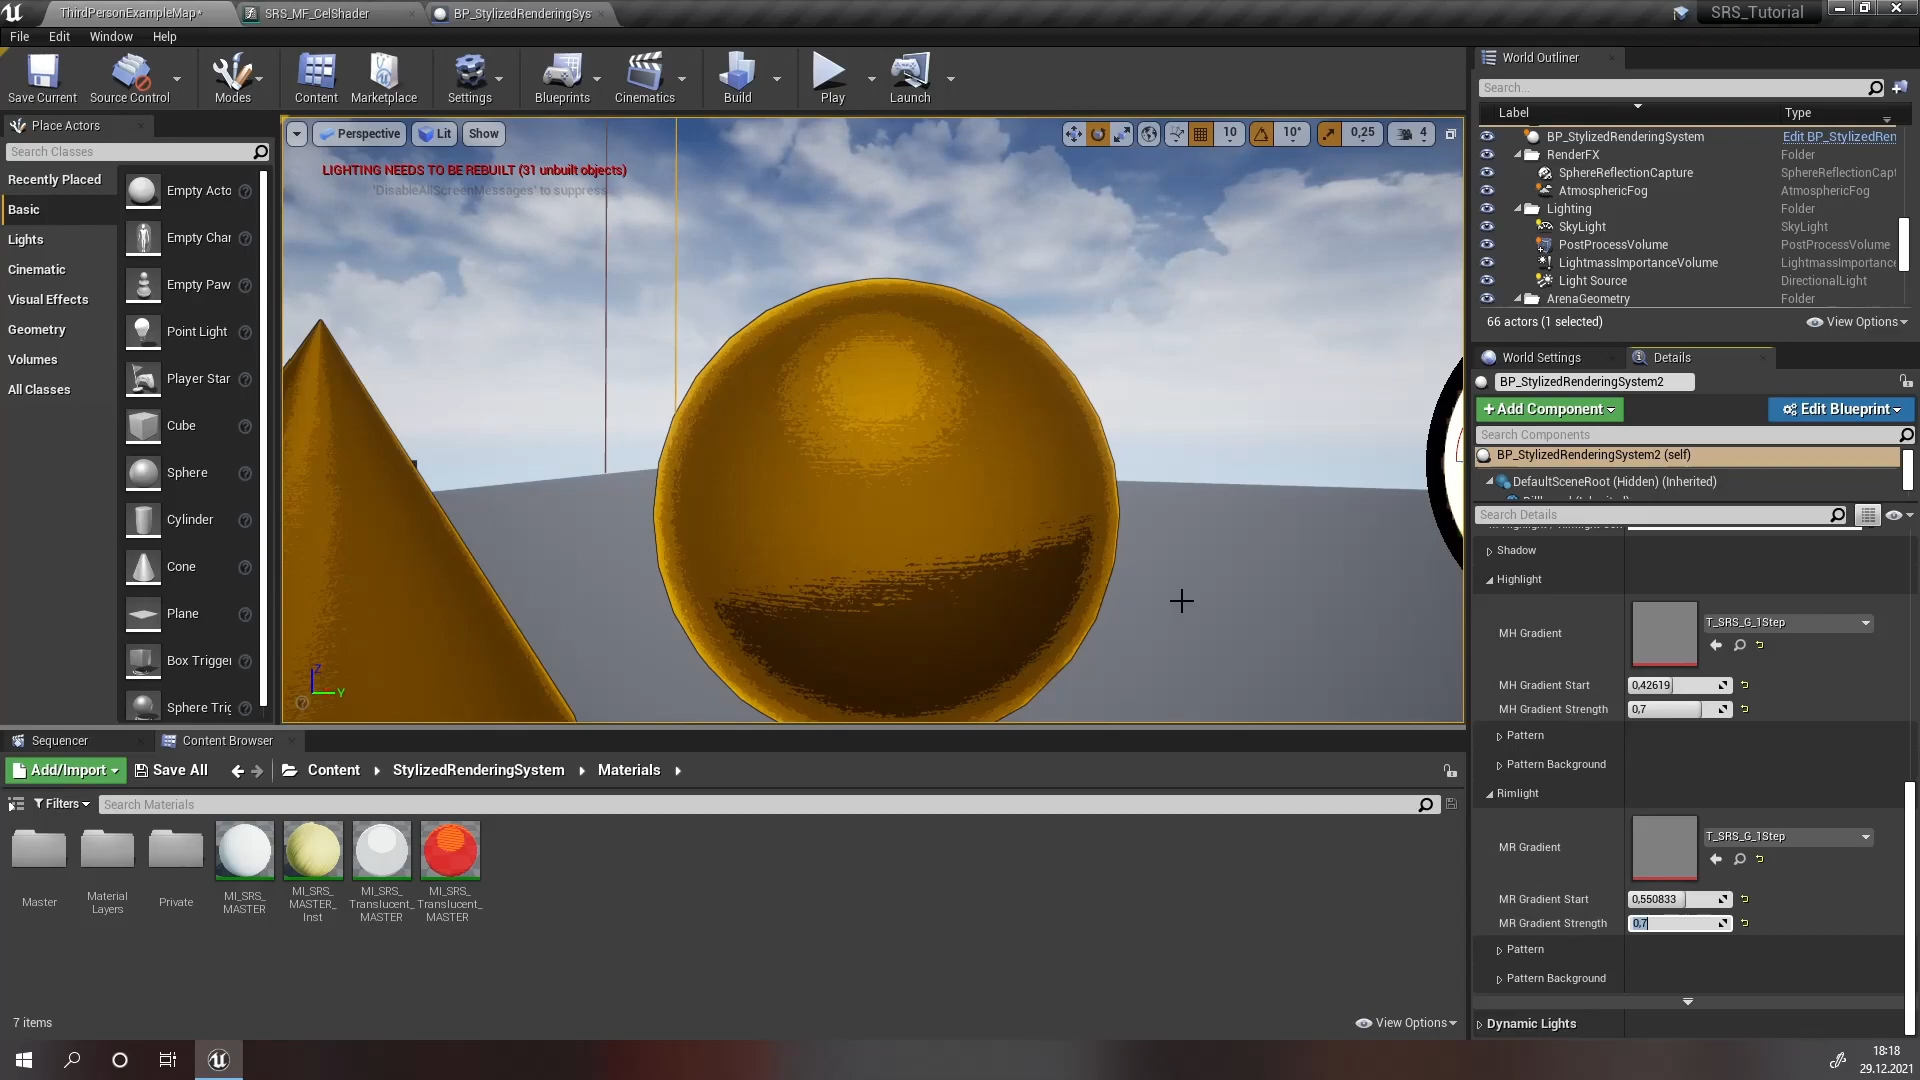 ThirdPersonExampleMap*
SRS_MF_CelShader
BP_StylizedRenderingSys
SRS_Tutorial
File Edit Window Help
Save Current
Source Control
Modes
Content
Marketplace
Settings
Blueprints
Cinematics
Build
Play
Launch
Place Actors
Search Classes
Recently Placed
Basic
Lights
Cinematic
Visual Effects
Geometry
Volumes
All Classes
Empty Acto
Empty Char
Empty Paw
Point Light
Player Star
Cube
Sphere
Cylinder
Cone
Plane
Box Trigger
Sphere Trig
Perspective
Lit
Show
10
10°
0,25
4
LIGHTING NEEDS TO BE REBUILT (31 unbuilt objects)
'DisableAllScreenMessages' to suppress
Z
Y
World Outliner
Search...
Label Type
BP_StylizedRenderingSystem Edit BP_StylizedRen
RenderFX Folder
SphereReflectionCapture SphereReflectionCapt
AtmosphericFog AtmosphericFog
Lighting Folder
SkyLight SkyLight
PostProcessVolume PostProcessVolume
LightmassImportanceVolume LightmassImportance
Light Source DirectionalLight
ArenaGeometry Folder
66 actors (1 selected)
View Options
World Settings
Details
BP_StylizedRenderingSystem2
+Add Component
Edit Blueprint
Search Components
BP_StylizedRenderingSystem2 (self)
DefaultSceneRoot (Hidden) (Inherited)
Search Details
Shadow
Highlight
MH Gradient T_SRS_G_1Step
MH Gradient Start 0,42619
MH Gradient Strength 0,7
Pattern
Pattern Background
Rimlight
MR Gradient T_SRS_G_1Step
MR Gradient Start 0,550833
MR Gradient Strength 0,7
Pattern
Pattern Background
Dynamic Lights
Sequencer
Content Browser
Add/Import
Save All
Content
StylizedRenderingSystem
Materials
Filters
Search Materials
Master
Material
Layers
Private
MI_SRS_
MASTER
MI_SRS_
MASTER_
Inst
MI_SRS_
Translucent_
MASTER
MI_SRS_
Translucent_
MASTER
7 items
View Options
18:18
29.12.2021